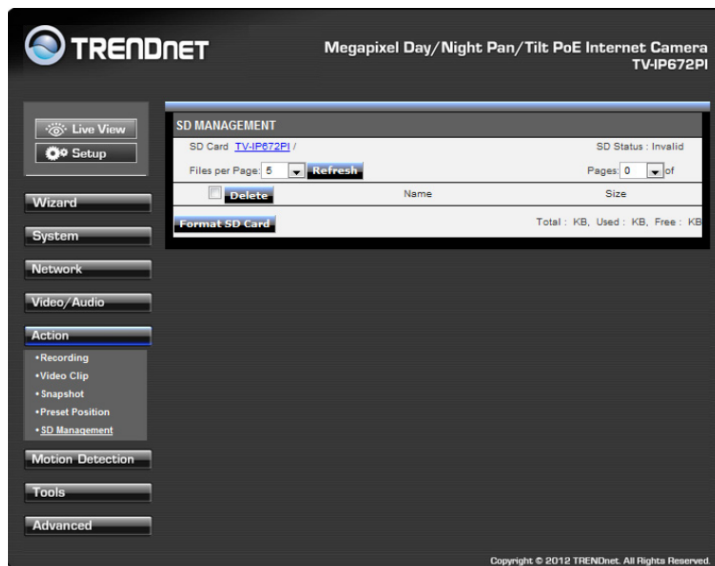 TRENDNET
Megapixel Day/Night Pan/Tilt PoE Internet Camera
TV-IP672PI
Live View
Setup
Wizard
System
Network
Video/Audio
Action
•Recording
•Video Clip
•Snapshot
•Preset Position
•SD Management
Motion Detection
Tools
Advanced
SD MANAGEMENT
SD Card TV-IP672PI / SD Status : Invalid
Files per Page: 5 Refresh Pages: 0 of
Delete Name Size
Format SD Card Total : KB, Used : KB, Free : KB
Copyright © 2012 TRENDnet. All Rights Reserved.